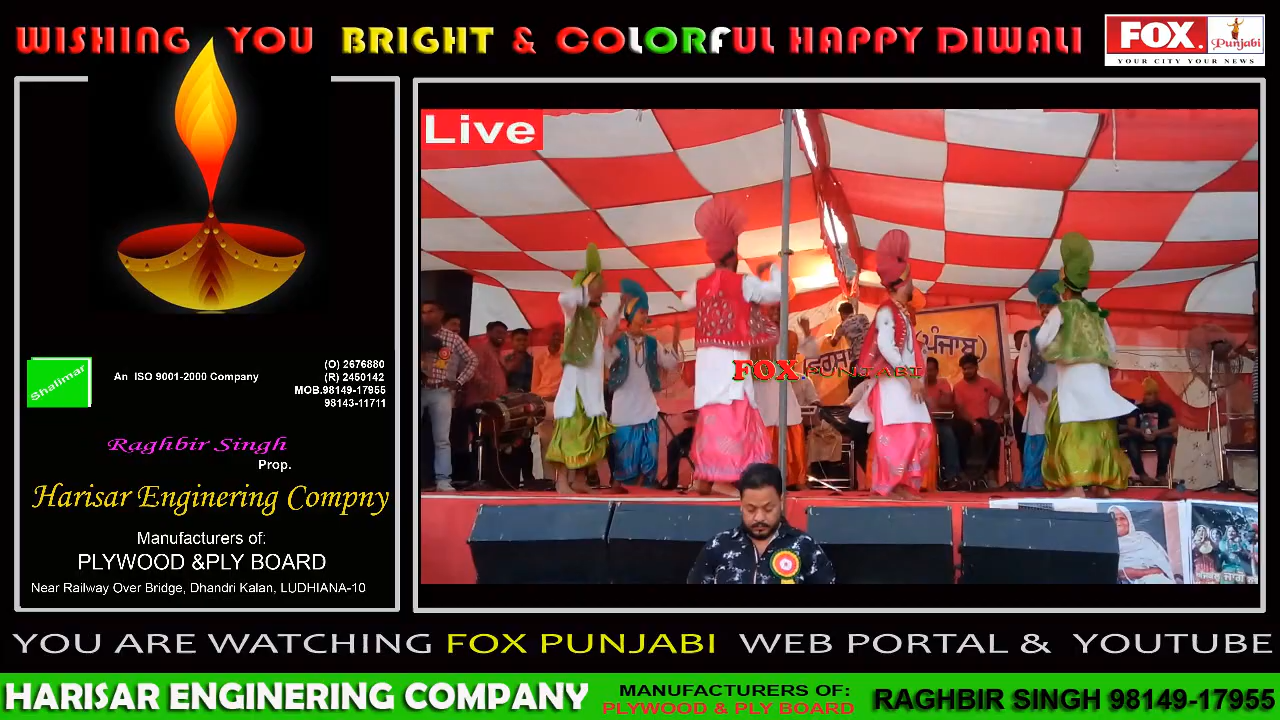 WISHING YOU BRIGHT & COLORFUL HAPPY DIWALI
FOX. Punjabi
YOUR CITY YOUR NEWS
Live
Shalimar
An ISO 9001-2000 Company
(O) 2676880
(R) 2450142
MOB.98149-17955
98143-11711
Raghbir Singh
Prop.
Harisar Enginering Compny
Manufacturers of:
PLYWOOD &PLY BOARD
Near Railway Over Bridge, Dhandri Kalan, LUDHIANA-10
(ਪੰਜਾਬ)
FOX PUNJABI
YOU ARE WATCHING FOX PUNJABI WEB PORTAL & YOUTUBE
HARISAR ENGINERING COMPANY
MANUFACTURERS OF:
PLYWOOD & PLY BOARD
RAGHBIR SINGH 98149-17955